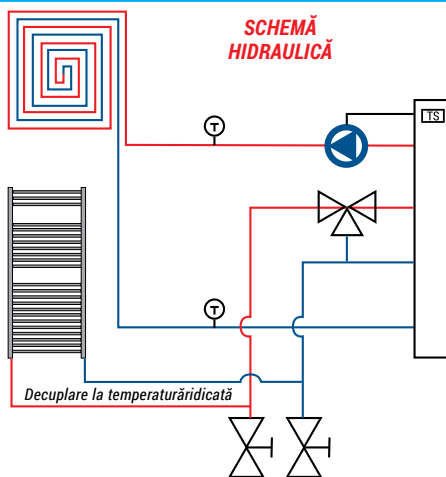 SCHEMĂ
HIDRAULICĂ
TS
T
T
Decuplare la temperaturăridicată